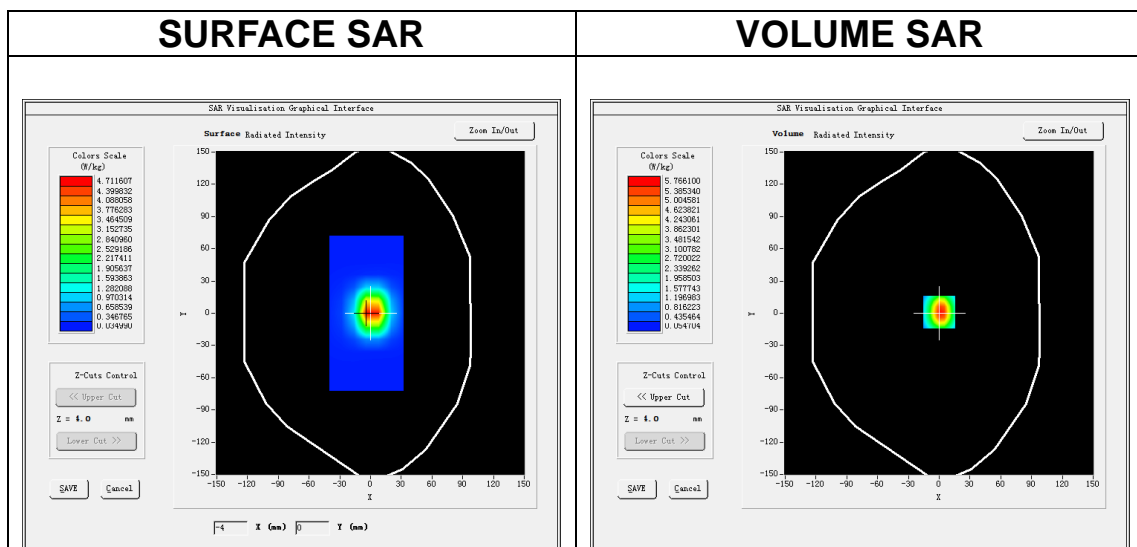 SURFACE SAR
VOLUME SAR
SAR Visualisation Graphical Interface
Surface Radiated Intensity
Zoom In/Out
Colors Scale
(W/kg)
4.711607
4.399832
4.088058
3.776283
3.464509
3.152735
2.840960
2.529186
2.217411
1.905637
1.593863
1.282088
0.970314
0.658539
0.346765
0.034990
150
120
90
60
30
0
-30
-60
-90
-120
-150
Y
-150 -120 -90 -60 -30 0 30 60 90 120 150
X
Z-Cuts Control
<< Upper Cut
Z = 4.0 mm
Lower Cut >>
SAVE Cancel
-4 X (mm) 0 Y (mm)
SAR Visualisation Graphical Interface
Volume Radiated Intensity
Zoom In/Out
Colors Scale
(W/kg)
5.766100
5.385340
5.004581
4.623821
4.243061
3.862301
3.481542
3.100782
2.720022
2.339262
1.958503
1.577743
1.196983
0.816223
0.435464
0.054704
150
120
90
60
30
0
-30
-60
-90
-120
-150
Y
-150 -120 -90 -60 -30 0 30 60 90 120 150
X
Z-Cuts Control
<< Upper Cut
Z = 4.0 mm
Lower Cut >>
SAVE Cancel